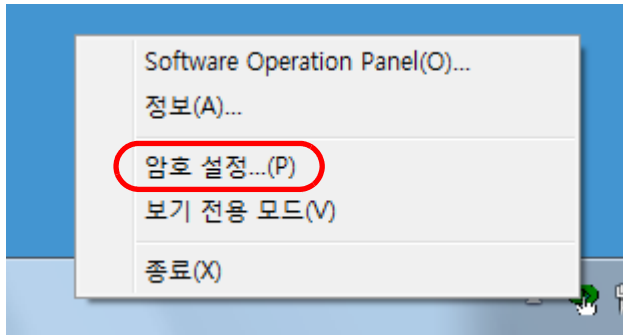 Software Operation Panel(O)...
정보(A)...
암호 설정...(P)
보기 전용 모드(V)
종료(X)